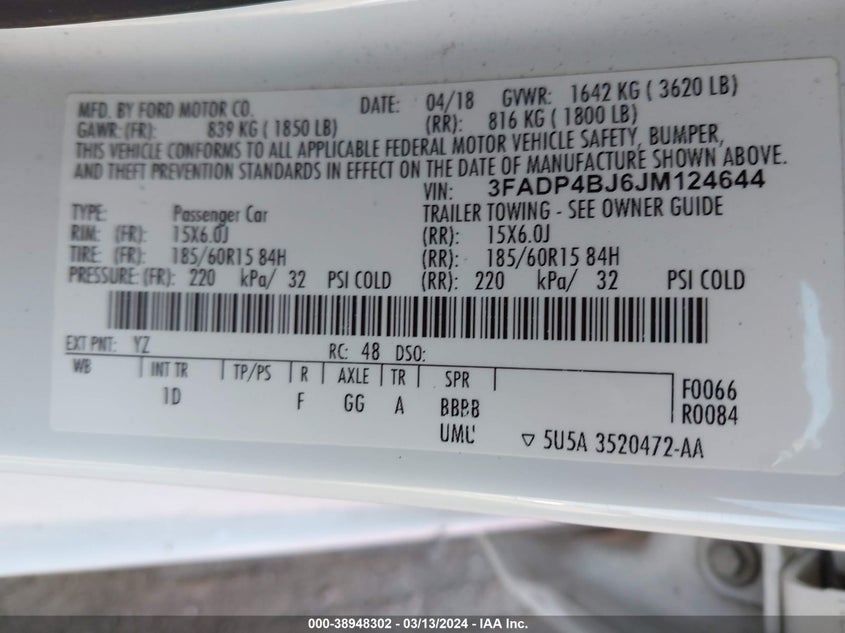 MFD. BY FORD MOTOR CO. DATE: 04/18 GVWR: 1642 KG ( 3620 LB)
GAWR: (FR): 839 KG ( 1850 LB) (RR): 816 KG ( 1800 LB)
THIS VEHICLE CONFORMS TO ALL APPLICABLE FEDERAL MOTOR VEHICLE SAFETY, BUMPER,
AND THEFT PREVENTION STANDARDS IN EFFECT ON THE DATE OF MANUFACTURE SHOWN ABOVE.
VIN: 3FADP4BJ6JM124644
TYPE: Passenger Car TRAILER TOWING - SEE OWNER GUIDE
RIM: (FR): 15X6.0J (RR): 15X6.0J
TIRE: (FR): 185/60R15 84H (RR): 185/60R15 84H
PRESSURE: (FR): 220 kPa/ 32 PSI COLD (RR): 220 kPa/ 32 PSI COLD
EXT PNT: YZ RC: 48 DSO:
WB INT TR TP/PS R AXLE TR SPR F0066
1D F GG A BBBB R0084
UMU ▽ 5U5A 3520472-AA
000-38948302 / 03/13/2024 - IAA Inc.